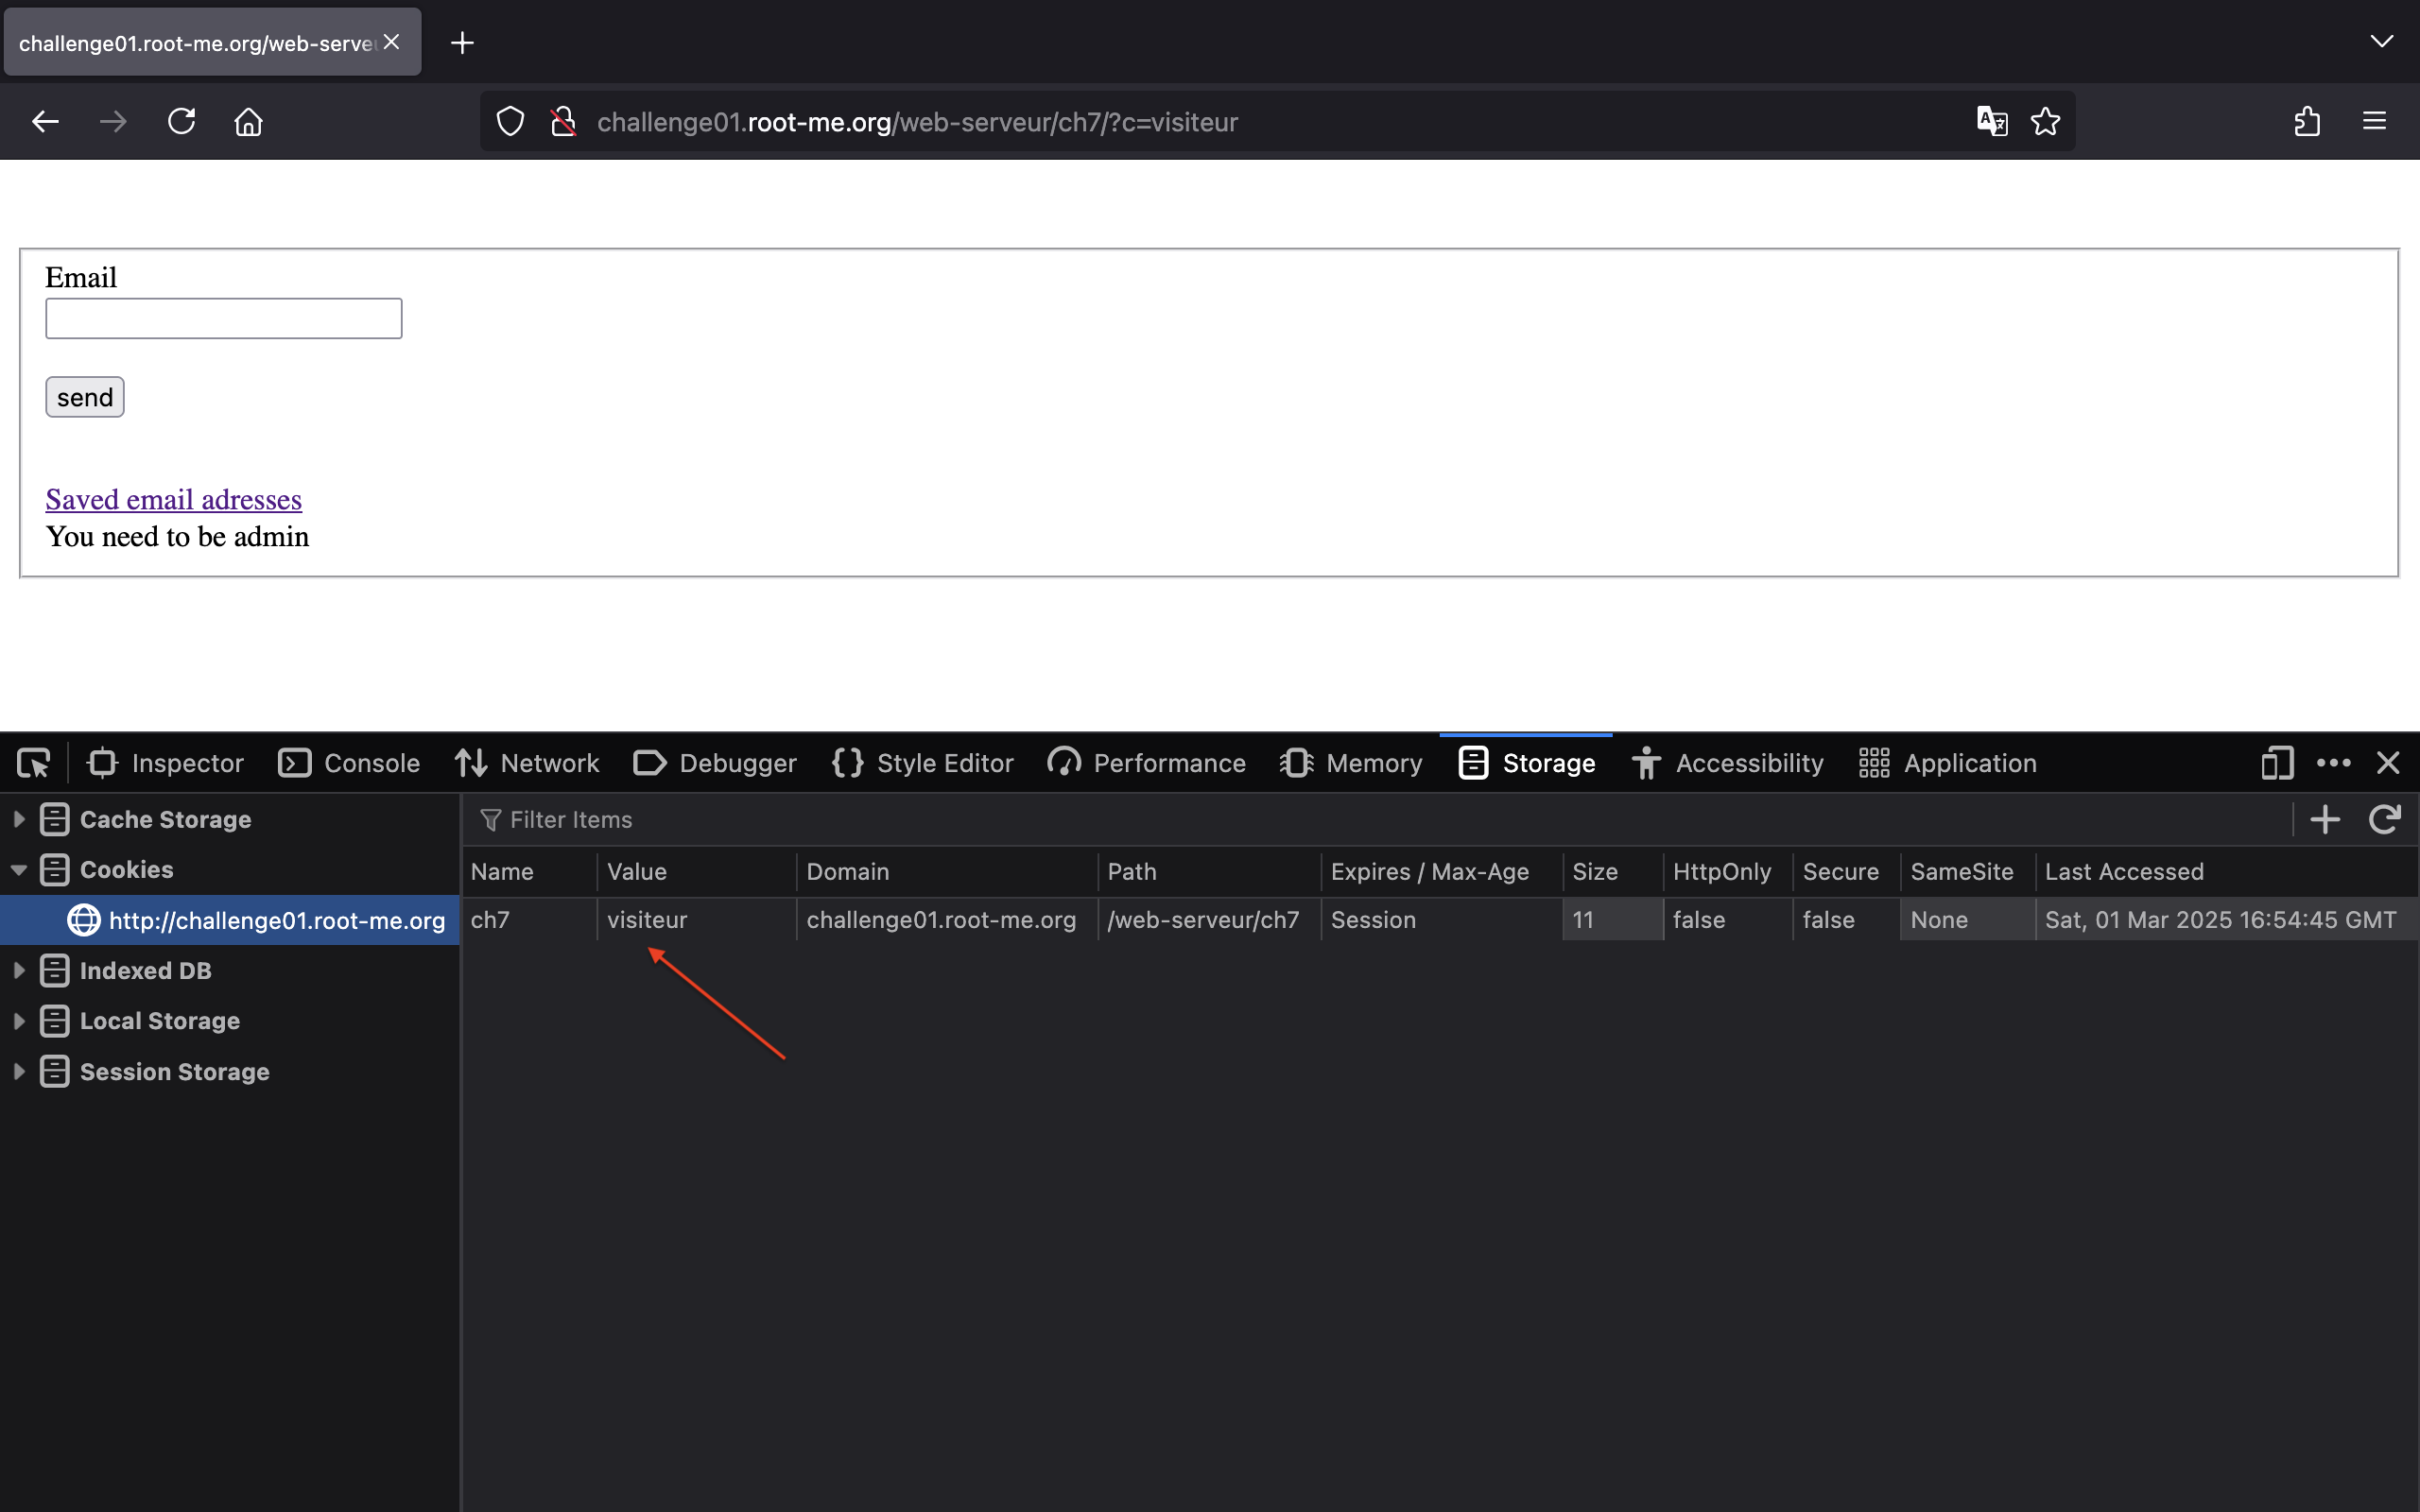 challenge01.root-me.org/web-serve
challenge01.root-me.org/web-serveur/ch7/?c=visiteur
Email
send
Saved email adresses
You need to be admin
Inspector Console Network Debugger Style Editor Performance Memory Storage Accessibility Application
Cache Storage
Cookies
http://challenge01.root-me.org
Indexed DB
Local Storage
Session Storage
Filter Items
Name Value Domain Path Expires / Max-Age Size HttpOnly Secure SameSite Last Accessed
ch7 visiteur challenge01.root-me.org /web-serveur/ch7 Session 11 false false None Sat, 01 Mar 2025 16:54:45 GMT